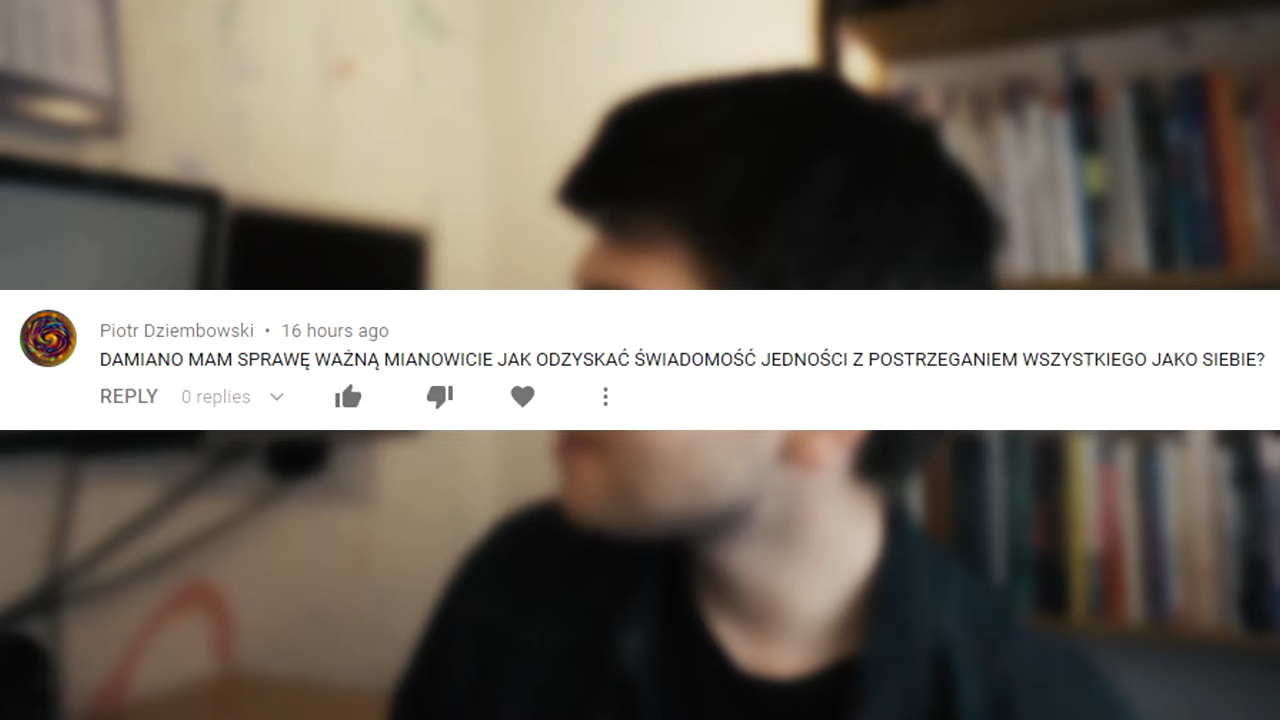 Piotr Dziembowski • 16 hours ago
DAMIANO MAM SPRAWĘ WAŻNĄ MIANOWICIE JAK ODZYSKAĆ ŚWIADOMOŚĆ JEDNOŚCI Z POSTRZEGANIEM WSZYSTKIEGO JAKO SIEBIE?
REPLY 0 replies